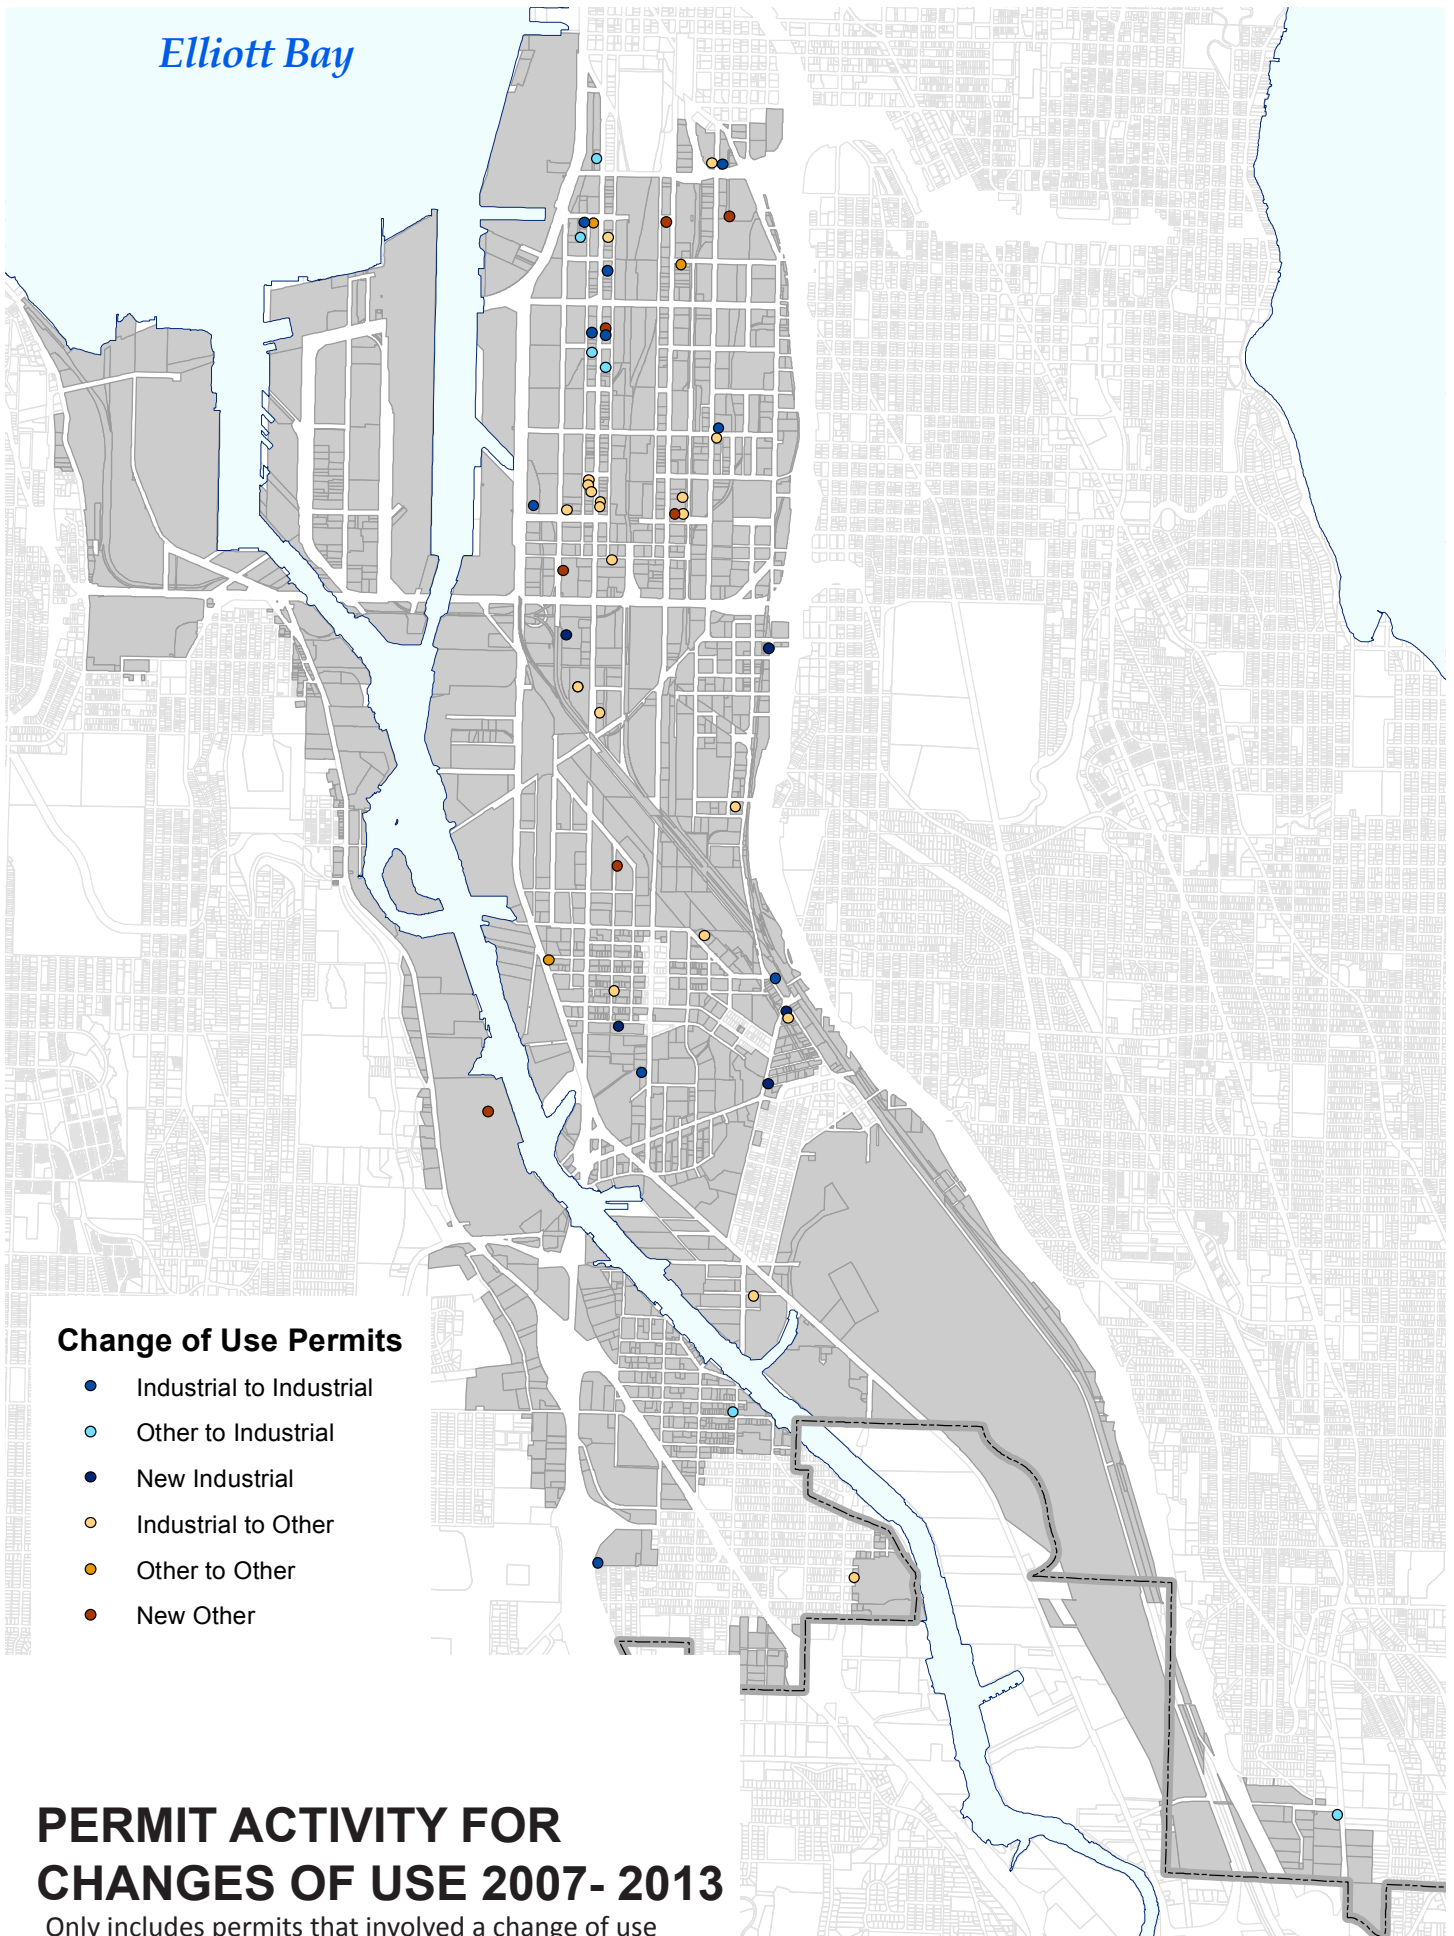 Elliott Bay
Change of Use Permits
Industrial to Industrial
Other to Industrial
New Industrial
Industrial to Other
Other to Other
New Other
PERMIT ACTIVITY FOR
CHANGES OF USE 2007- 2013
Only includes permits that involved a change of use